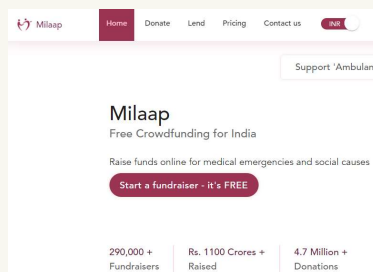 Milaap Home Donate Lend Pricing Contact us INR
Support 'Ambulan
Milaap
Free Crowdfunding for India
Raise funds online for medical emergencies and social causes
Start a fundraiser - it's FREE
290,000 + Rs. 1100 Crores + 4.7 Million +
Fundraisers Raised Donations